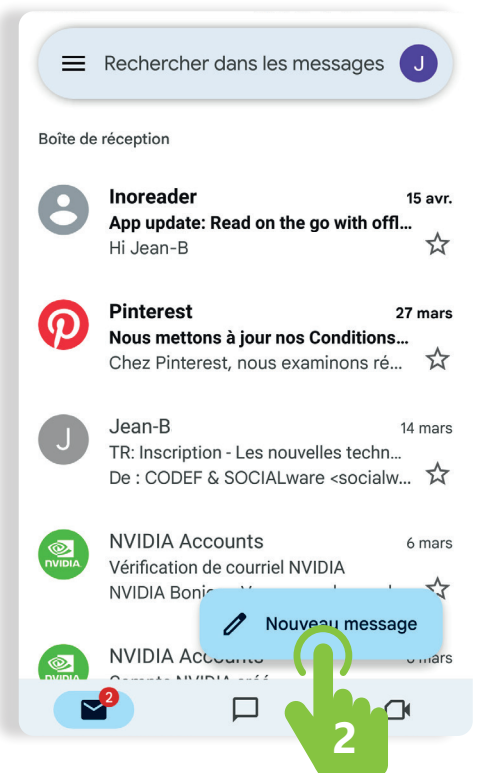 Rechercher dans les messages J
Boîte de réception
Inoreader 15 avr.
App update: Read on the go with offl...
Hi Jean-B
Pinterest 27 mars
Nous mettons à jour nos Conditions...
Chez Pinterest, nous examinons ré...
J Jean-B 14 mars
TR: Inscription - Les nouvelles techn...
De : CODEF & SOCIALware <socialw...
NVIDIA NVIDIA Accounts 6 mars
Vérification de courriel NVIDIA
NVIDIA
Nouveau message
NVIDIA mars
2
2